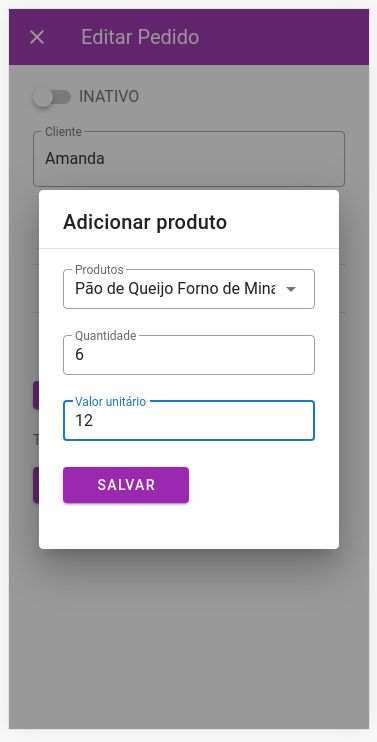 Editar Pedido
INATIVO
Cliente
Amanda
Adicionar produto
Produtos
Pão de Queijo Forno de Mina
Quantidade
6
Valor unitário
12
T
SALVAR